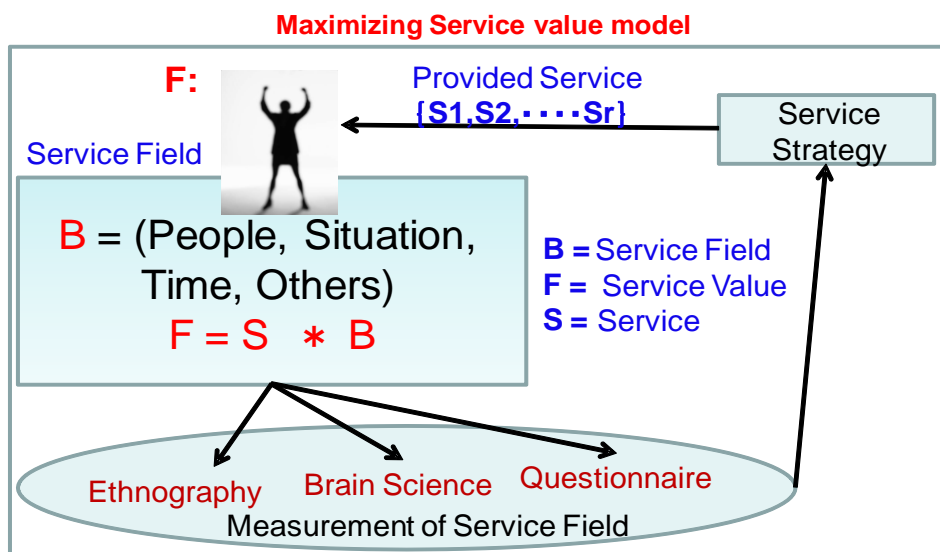 Maximizing Service value model
F:
Provided Service
{S1,S2,････Sr}
Service
Strategy
Service Field
B = (People, Situation,
Time, Others)
F = S * B
B = Service Field
F = Service Value
S = Service
Ethnography
Brain Science
Questionnaire
Measurement of Service Field